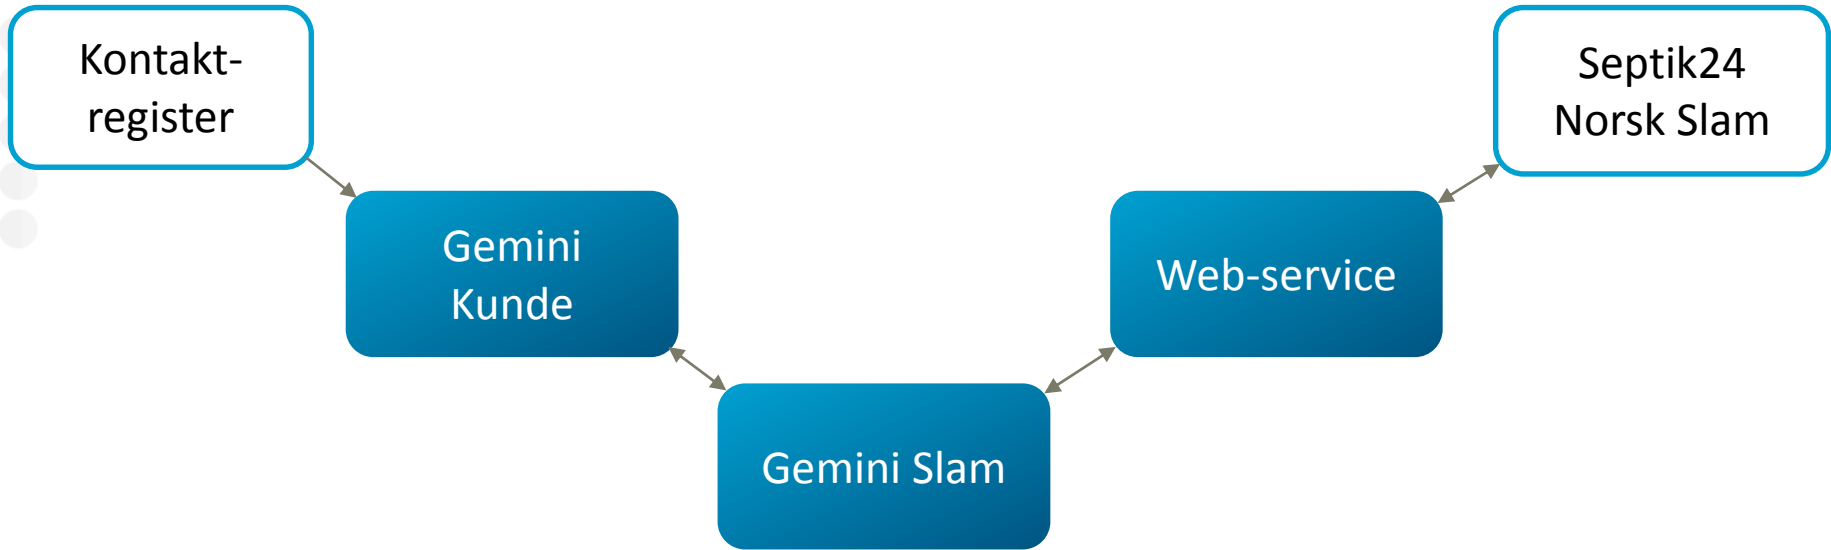 Kontakt-
register
Septik24
Norsk Slam
Gemini
Kunde
Web-service
Gemini Slam